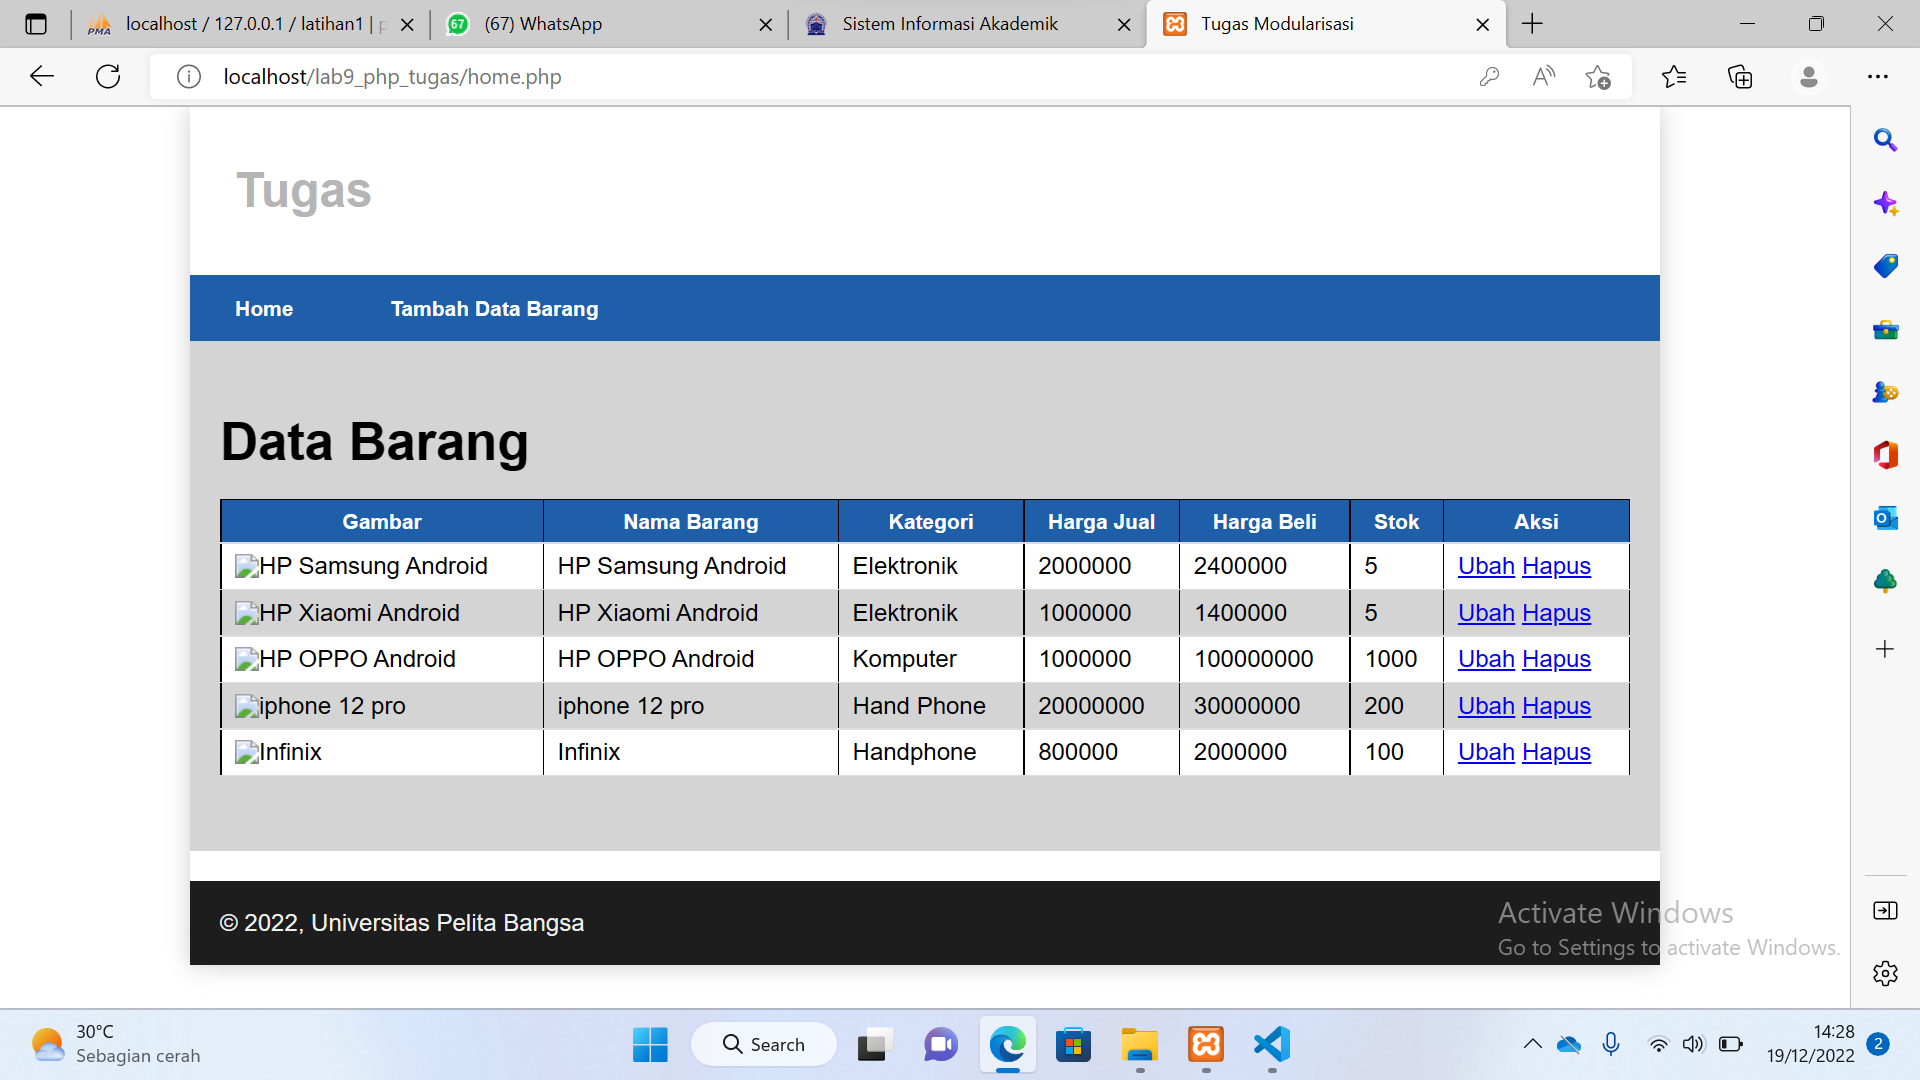 localhost / 127.0.0.1 / latihan1 | p
67 (67) WhatsApp
Sistem Informasi Akademik
Tugas Modularisasi
localhost/lab9_php_tugas/home.php
Tugas
Home Tambah Data Barang
Data Barang
Gambar Nama Barang Kategori Harga Jual Harga Beli Stok Aksi
HP Samsung Android HP Samsung Android Elektronik 2000000 2400000 5 Ubah Hapus
HP Xiaomi Android HP Xiaomi Android Elektronik 1000000 1400000 5 Ubah Hapus
HP OPPO Android HP OPPO Android Komputer 1000000 100000000 1000 Ubah Hapus
iphone 12 pro iphone 12 pro Hand Phone 20000000 30000000 200 Ubah Hapus
Infinix Infinix Handphone 800000 2000000 100 Ubah Hapus
© 2022, Universitas Pelita Bangsa
Activate Windows
Go to Settings to activate Windows.
30°C
Sebagian cerah
Search
14:28
19/12/2022
2